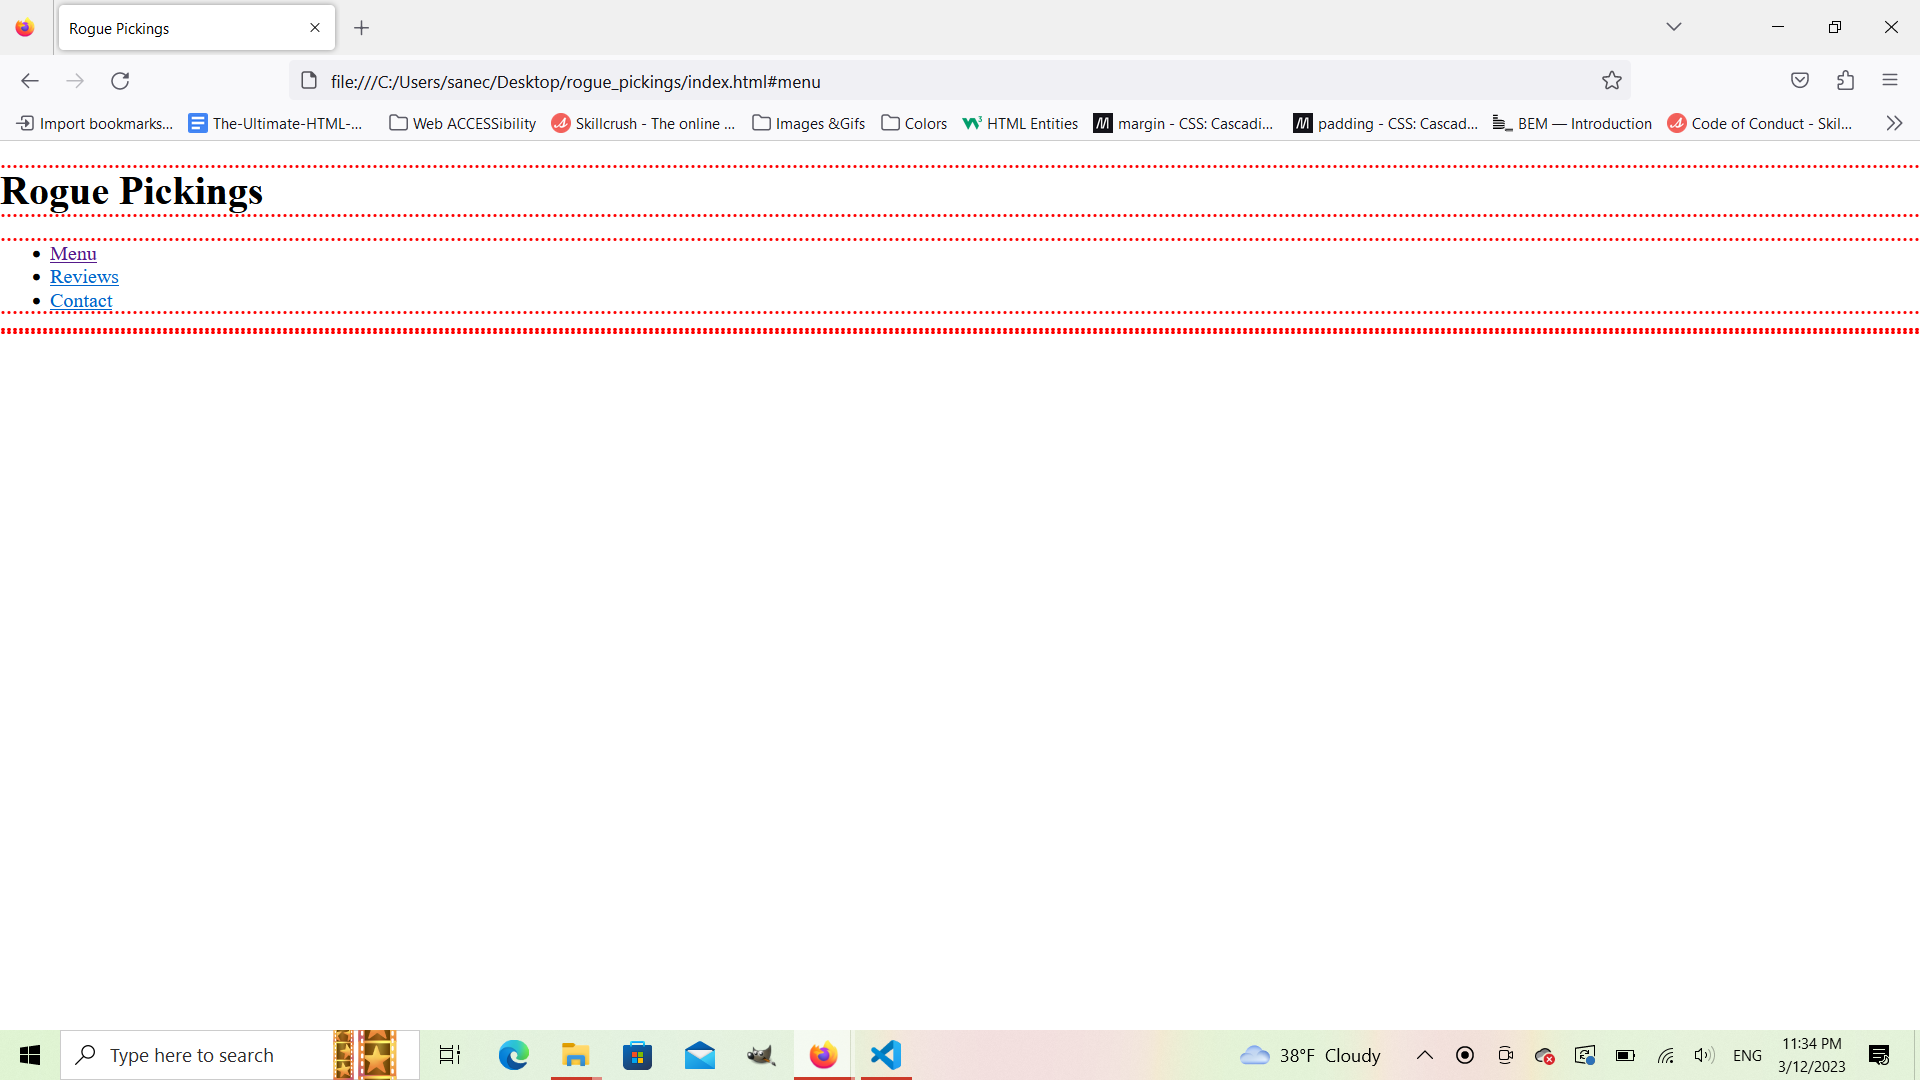 Rogue Pickings
file:///C:/Users/sanec/Desktop/rogue_pickings/index.html#menu
Import bookmarks... The-Ultimate-HTML-... Web ACCESSibility Skillcrush - The online ... Images &Gifs Colors HTML Entities margin - CSS: Cascadi... padding - CSS: Cascad... BEM — Introduction Code of Conduct - Skil...
Rogue Pickings
Menu
Reviews
Contact
Type here to search 38°F Cloudy ENG 11:34 PM
3/12/2023